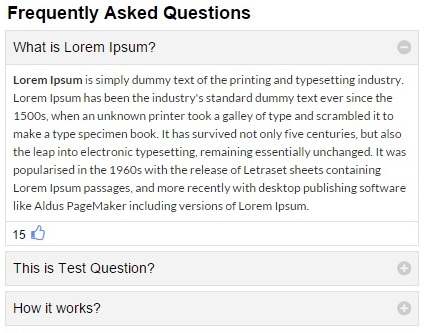 Frequently Asked Questions
What is Lorem Ipsum?
Lorem Ipsum is simply dummy text of the printing and typesetting industry.
Lorem Ipsum has been the industry's standard dummy text ever since the
1500s, when an unknown printer took a galley of type and scrambled it to
make a type specimen book. It has survived not only five centuries, but also
the leap into electronic typesetting, remaining essentially unchanged. It was
popularised in the 1960s with the release of Letraset sheets containing
Lorem Ipsum passages, and more recently with desktop publishing software
like Aldus PageMaker including versions of Lorem Ipsum.
15
This is Test Question?
How it works?